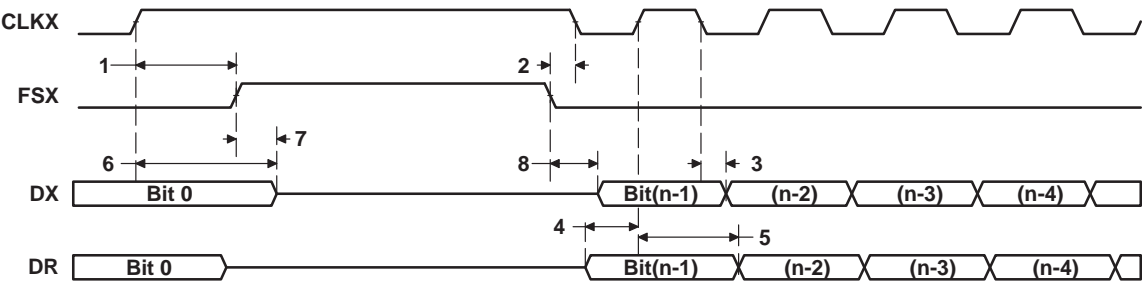 CLKX
1
2
FSX
7
6
8
3
DX
Bit 0
Bit(n-1)
(n-2)
(n-3)
(n-4)
4
5
DR
Bit 0
Bit(n-1)
(n-2)
(n-3)
(n-4)